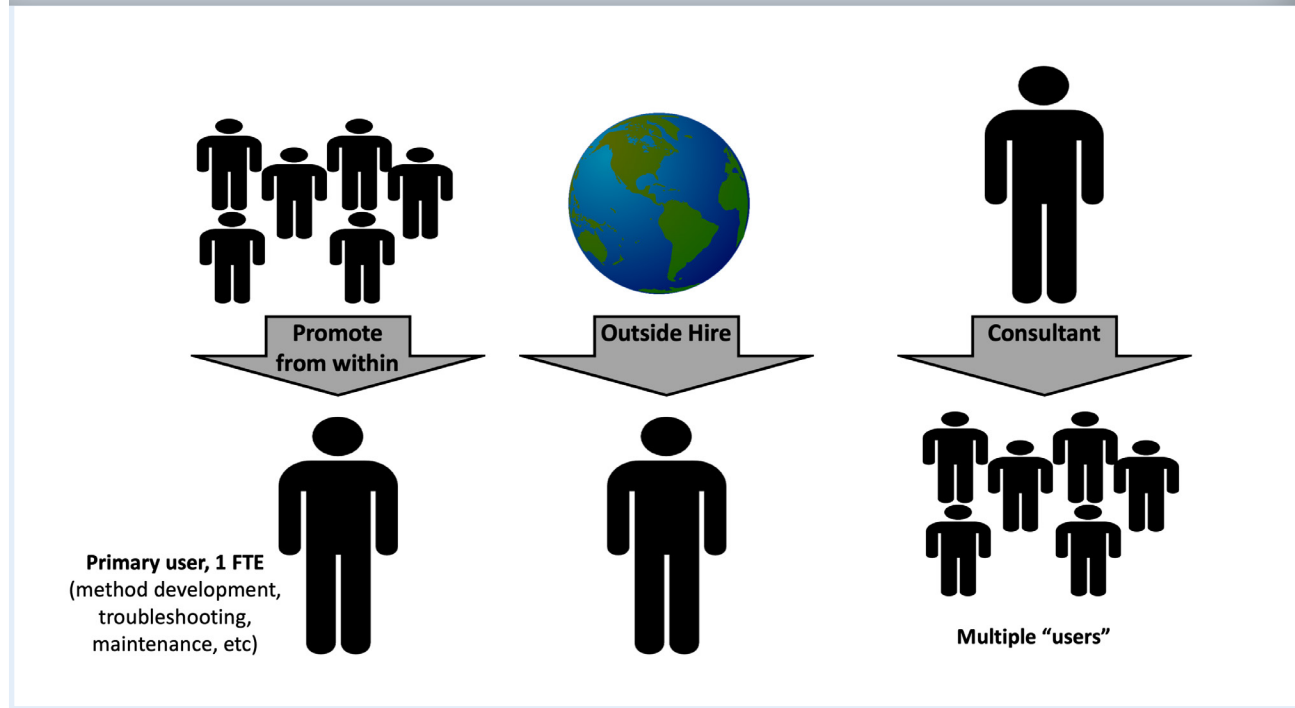 Promote
from within
Outside Hire
Consultant
Primary user, 1 FTE
(method development,
troubleshooting,
maintenance, etc)
Multiple “users”